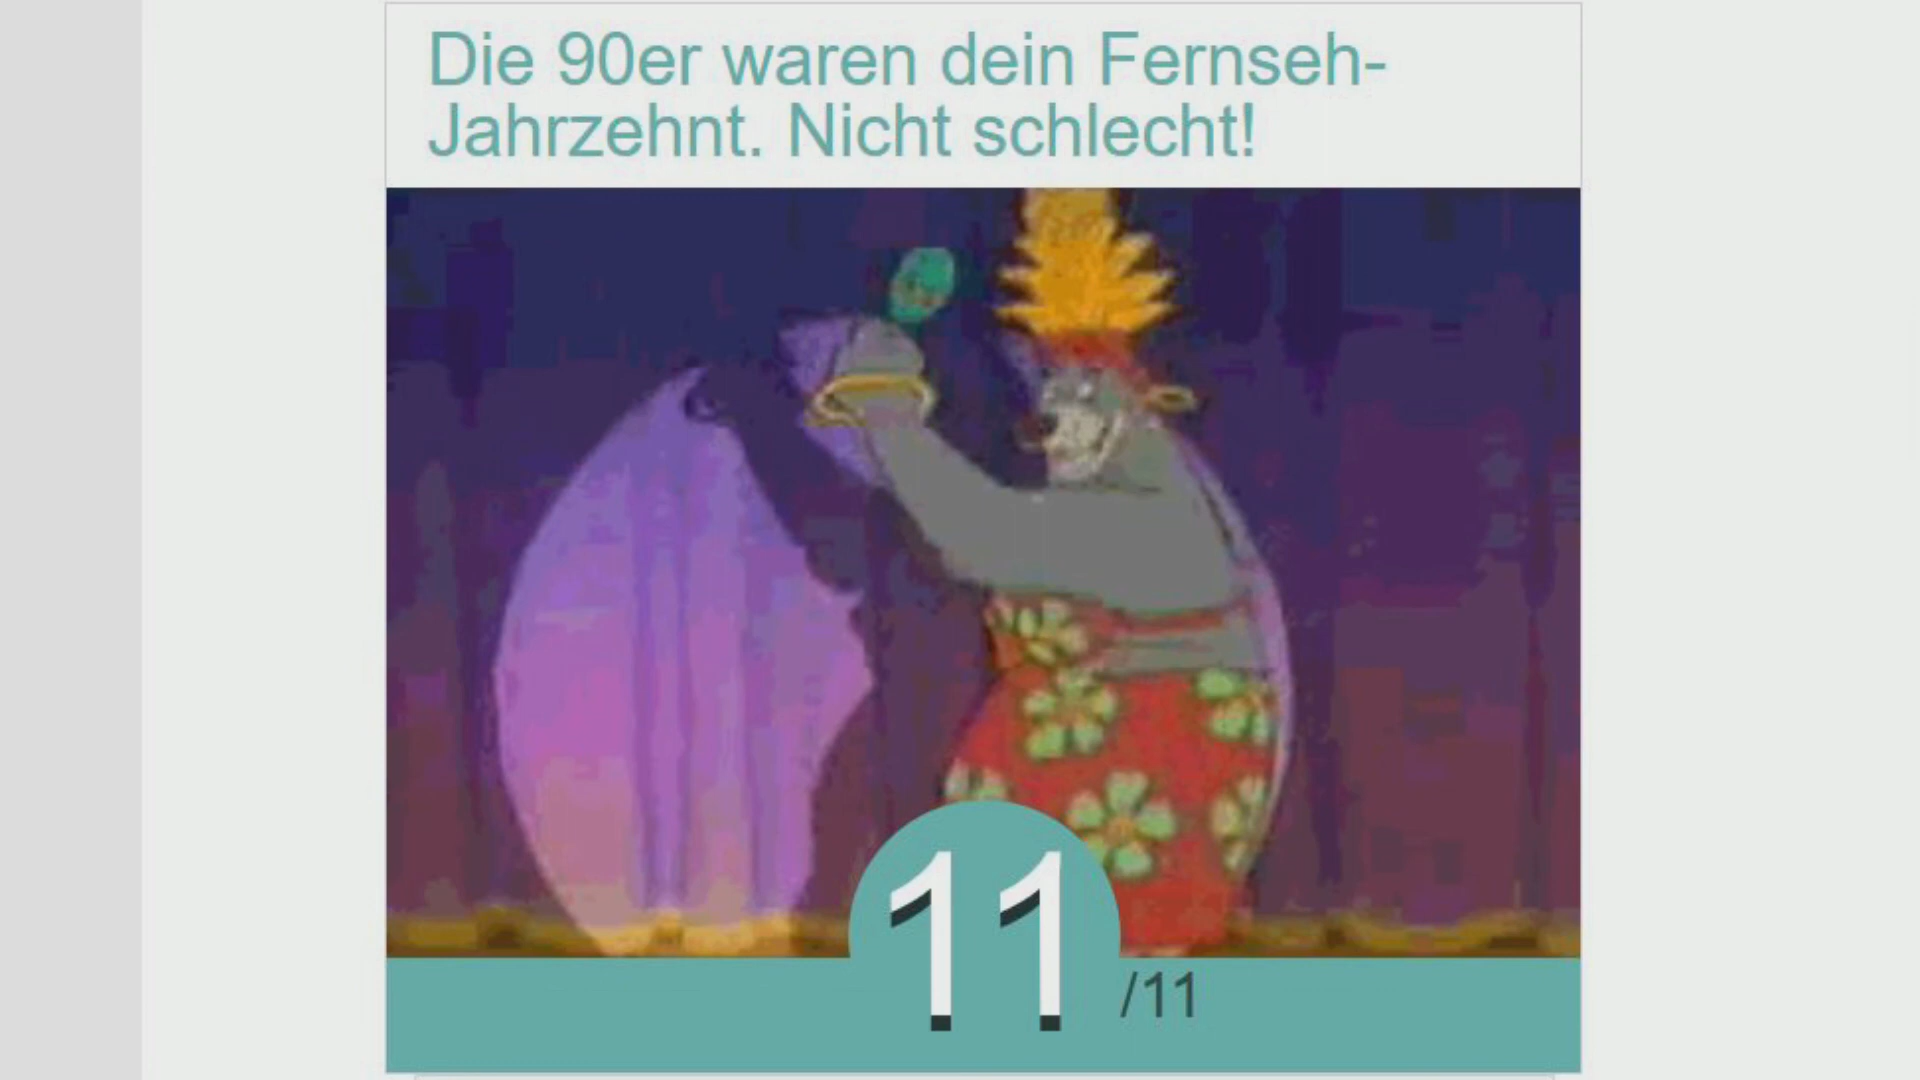 Die 90er waren dein Fernseh-
Jahrzehnt. Nicht schlecht!
11
/11